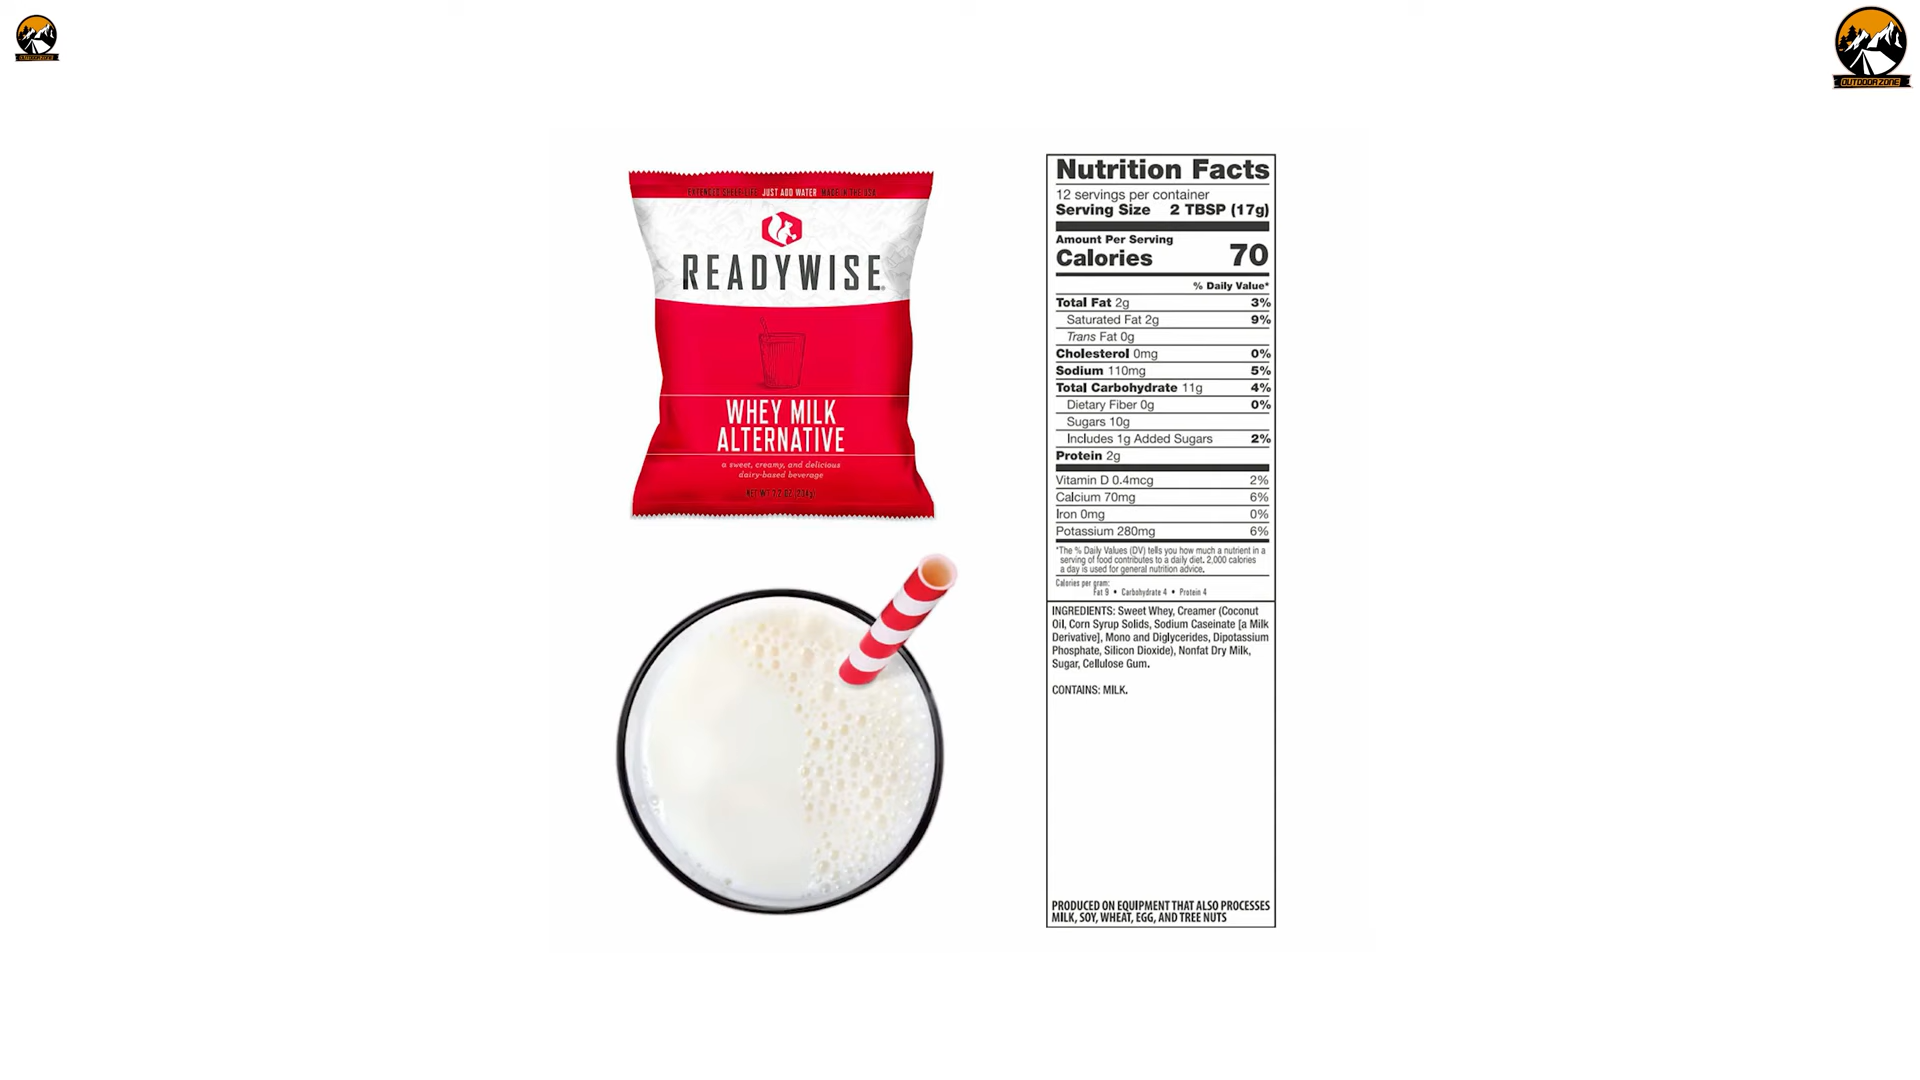 OUTDOORZONE
OUTDOORZONE
EXTENDED SHELF LIFE JUST ADD WATER MADE IN THE USA
READYWISE
WHEY MILK
ALTERNATIVE
a sweet, creamy, and delicious
dairy-based beverage
NET WT 7.2 OZ (204g)
Nutrition Facts
12 servings per container
Serving Size 2 TBSP (17g)
Amount Per Serving
Calories 70
% Daily Value*
Total Fat 2g 3%
Saturated Fat 2g 9%
Trans Fat 0g
Cholesterol 0mg 0%
Sodium 110mg 5%
Total Carbohydrate 11g 4%
Dietary Fiber 0g 0%
Sugars 10g
Includes 1g Added Sugars 2%
Protein 2g
Vitamin D 0.4mcg 2%
Calcium 70mg 6%
Iron 0mg 0%
Potassium 280mg 6%
*The % Daily Values (DV) tells you how much a nutrient in a
serving of food contributes to a daily diet. 2,000 calories
a day is used for general nutrition advice.
Calories per gram:
Fat 9 • Carbohydrate 4 • Protein 4
INGREDIENTS: Sweet Whey, Creamer (Coconut
Oil, Corn Syrup Solids, Sodium Caseinate [a Milk
Derivative], Mono and Diglycerides, Dipotassium
Phosphate, Silicon Dioxide), Nonfat Dry Milk,
Sugar, Cellulose Gum.
CONTAINS: MILK.
PRODUCED ON EQUIPMENT THAT ALSO PROCESSES
MILK, SOY, WHEAT, EGG, AND TREE NUTS